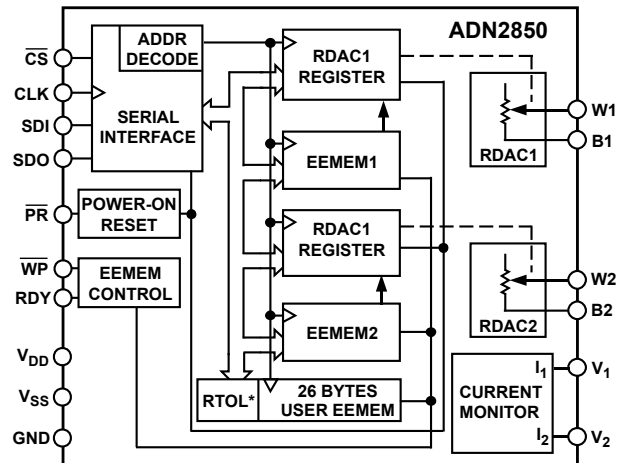 ADN2850
CS
CLK
SDI
SDO
PR
WP
RDY
VDD
VSS
GND
ADDR
DECODE
SERIAL
INTERFACE
POWER-ON
RESET
EEMEM
CONTROL
RDAC1
REGISTER
EEMEM1
RDAC1
REGISTER
EEMEM2
RTOL*
26 BYTES
USER EEMEM
RDAC1
W1
B1
RDAC2
W2
B2
CURRENT
MONITOR
I1
V1
I2
V2